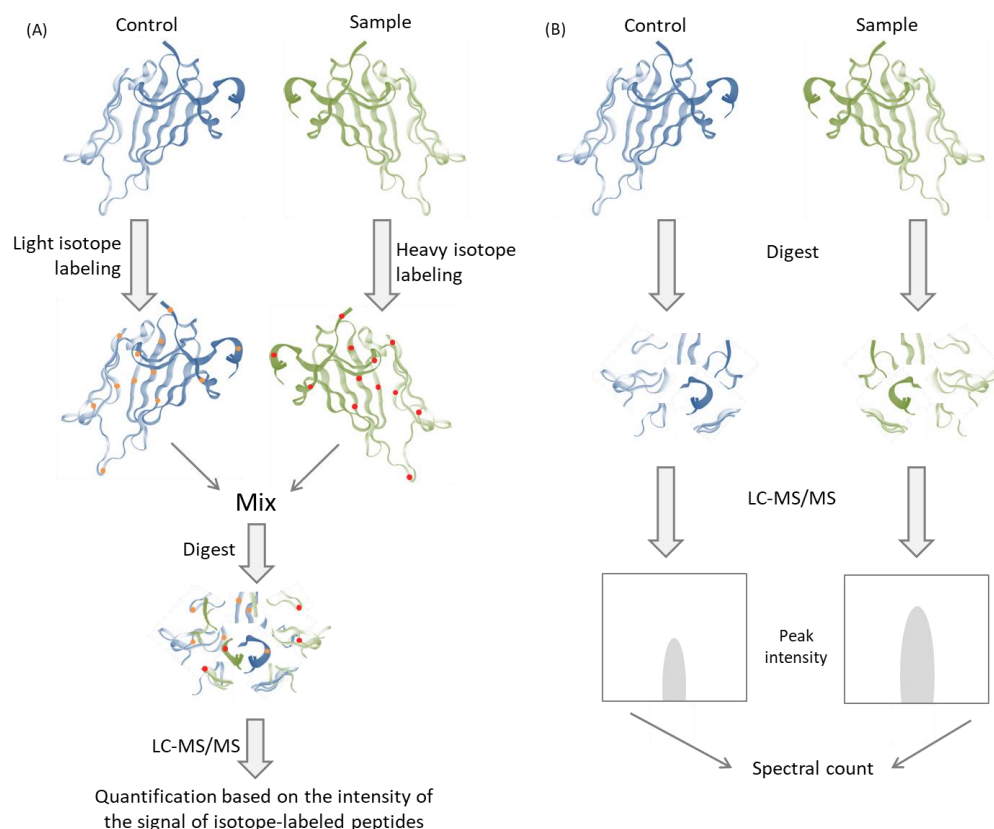 (A)
Control
Sample
Light isotope
labeling
Heavy isotope
labeling
Mix
Digest
LC-MS/MS
Quantification based on the intensity of
the signal of isotope-labeled peptides
(B)
Control
Sample
Digest
LC-MS/MS
Peak
intensity
Spectral count